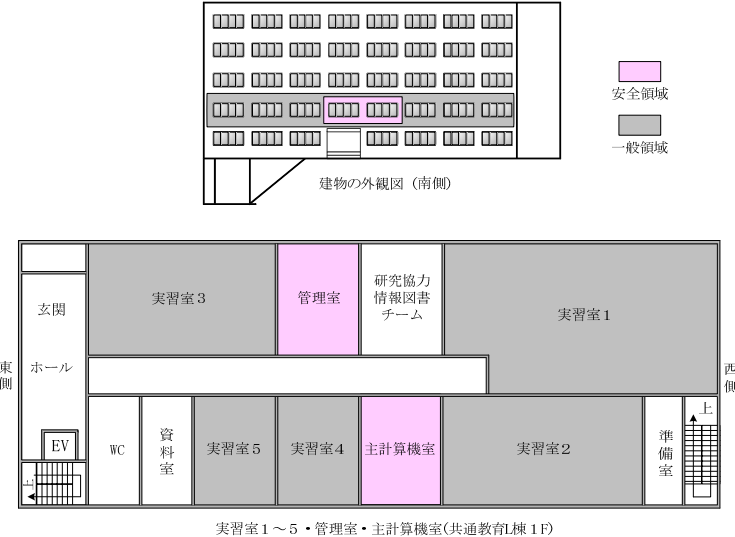 安全領域
一般領域
建物の外観図（南側）
玄関
ホール
EV
上
東側
実習室３
管理室
研究協力
情報図書
チーム
実習室１
WC
資料室
実習室５
実習室４
主計算機室
実習室２
準備室
上
西側
実習室１～５・管理室・主計算機室(共通教育L棟１F)